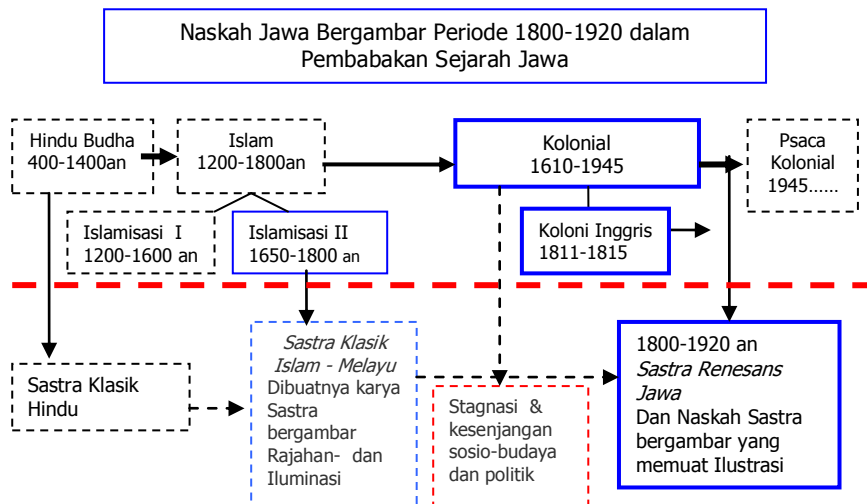 Naskah Jawa Bergambar Periode 1800-1920 dalam
Pembabakan Sejarah Jawa
Hindu Budha
400-1400an
Islam
1200-1800an
Kolonial
1610-1945
Psaca
Kolonial
1945......
Islamisasi I
1200-1600 an
Islamisasi II
1650-1800 an
Koloni Inggris
1811-1815
Sastra Klasik
Hindu
Sastra Klasik
Islam - Melayu
Dibuatnya karya
Sastra
bergambar
Rajahan- dan
Iluminasi
Stagnasi &
kesenjangan
sosio-budaya
dan politik
1800-1920 an
Sastra Renesans
Jawa
Dan Naskah Sastra
bergambar yang
memuat Ilustrasi